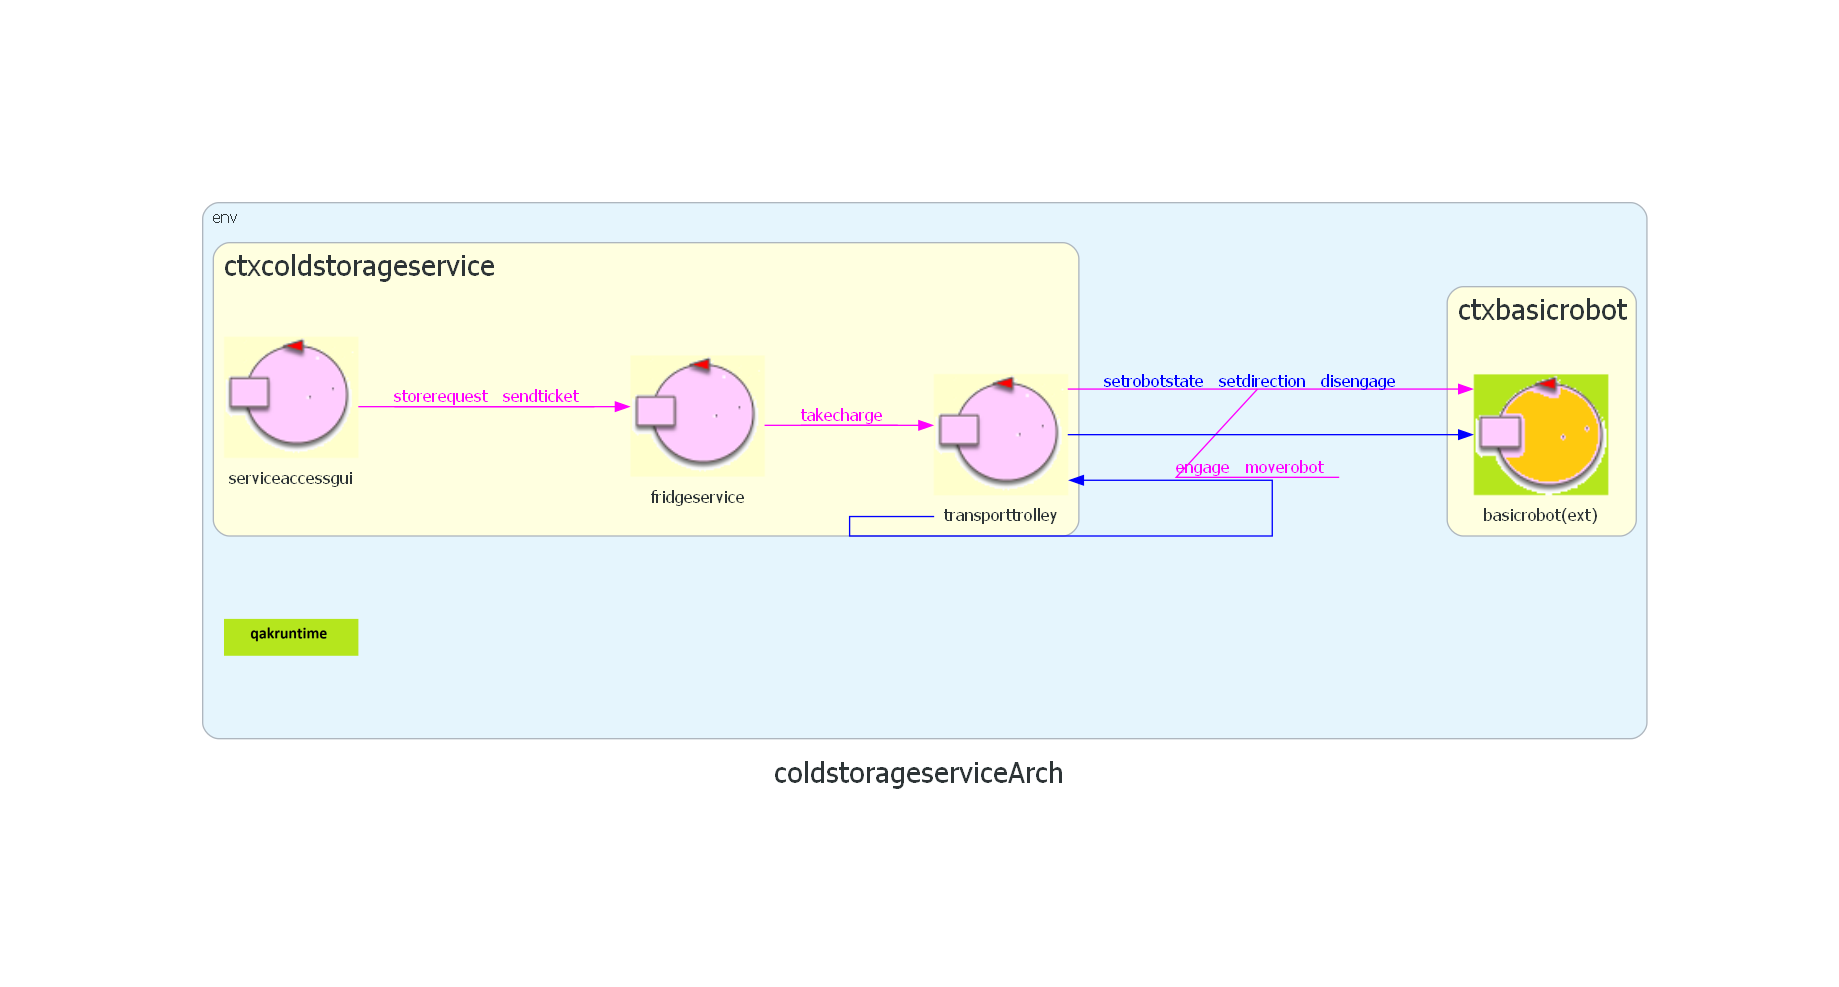 env
ctxcoldstorageservice
ctxbasicrobot
storerequest sendticket
takecharge
setrobotstate setdirection disengage
engage moverobot
serviceaccessgui
fridgeservice
transporttrolley
basicrobot(ext)
qakruntime
coldstorageserviceArch